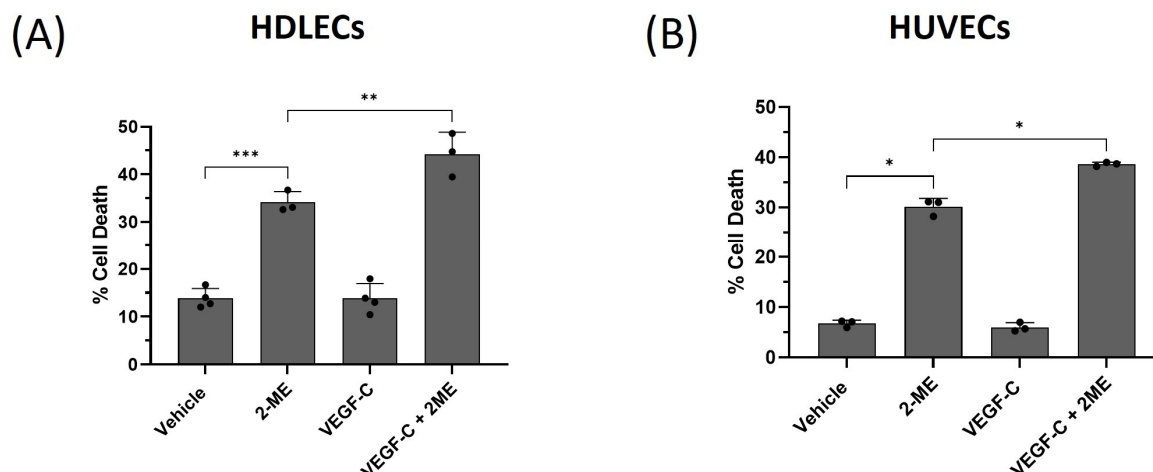 (A)
HDLECs
% Cell Death
50
40
30
20
10
0
***
**
Vehicle
2-ME
VEGF-C
VEGF-C + 2ME
(B)
HUVECs
% Cell Death
50
40
30
20
10
0
*
*
Vehicle
2-ME
VEGF-C
VEGF-C + 2ME